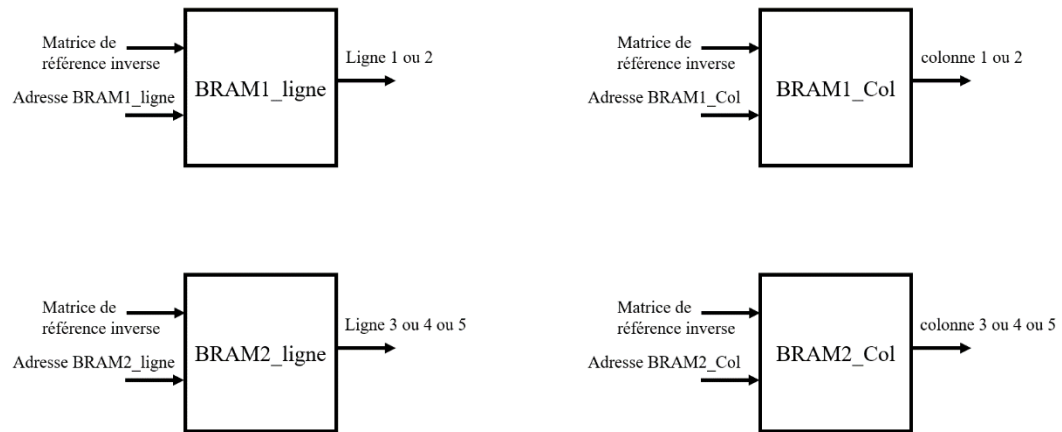 Matrice de
référence inverse
Adresse BRAM1_ligne
BRAM1_ligne
Ligne 1 ou 2
Matrice de
référence inverse
Adresse BRAM1_Col
BRAM1_Col
colonne 1 ou 2
Matrice de
référence inverse
Adresse BRAM2_ligne
BRAM2_ligne
Ligne 3 ou 4 ou 5
Matrice de
référence inverse
Adresse BRAM2_Col
BRAM2_Col
colonne 3 ou 4 ou 5